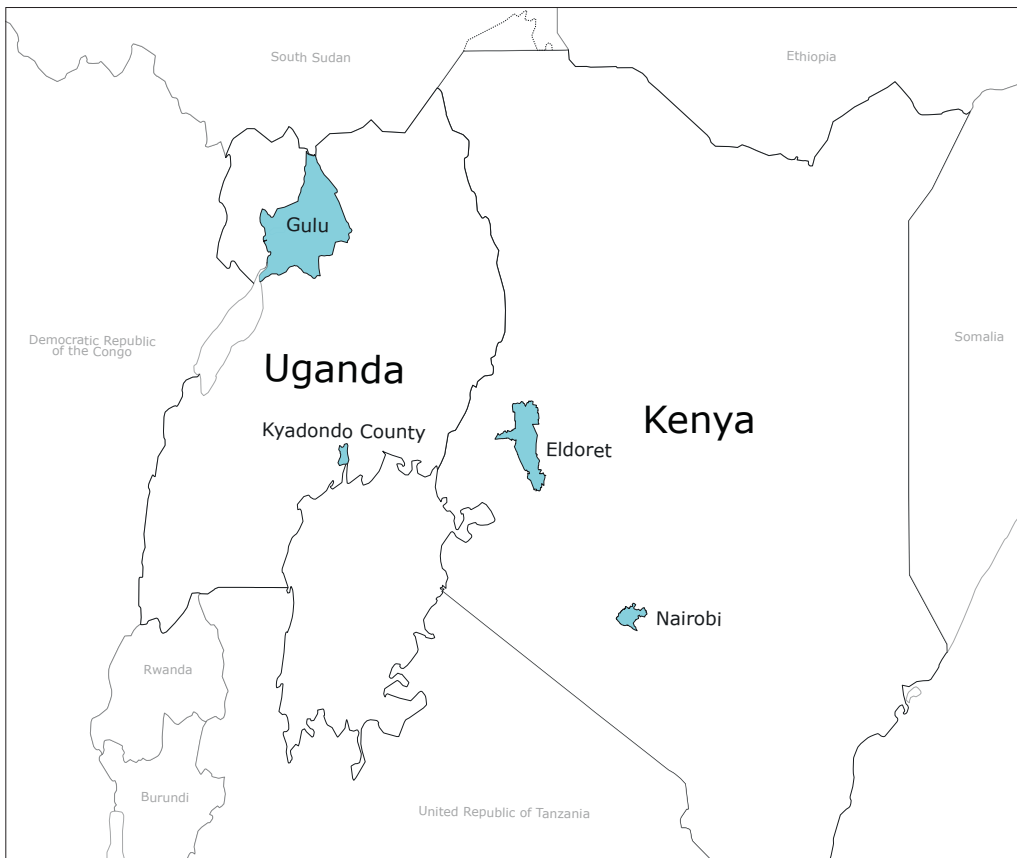 South Sudan
Ethiopia
Gulu
Democratic Republic
of the Congo
Somalia
Uganda
Kenya
Kyadondo County
Eldoret
Nairobi
Rwanda
Burundi
United Republic of Tanzania